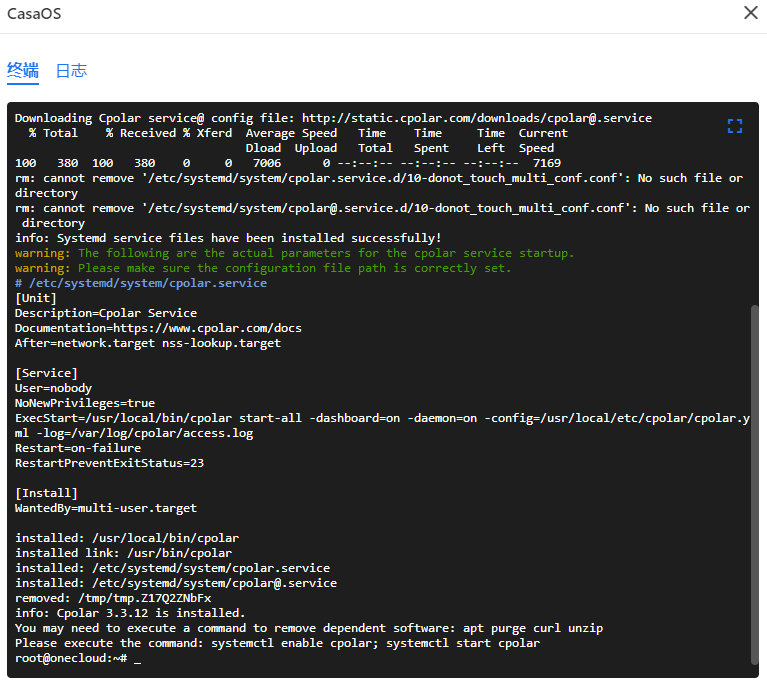 CasaOS
终端 日志
Downloading Cpolar service@ config file: http://static.cpolar.com/downloads/cpolar@.service
% Total % Received % Xferd Average Speed Time Time Time Current
Dload Upload Total Spent Left Speed
100 380 100 380 0 0 7006 0 --:--:-- --:--:-- --:--:-- 7169
rm: cannot remove '/etc/systemd/system/cpolar.service.d/10-donot_touch_multi_conf.conf': No such file or
directory
rm: cannot remove '/etc/systemd/system/cpolar@.service.d/10-donot_touch_multi_conf.conf': No such file or
directory
info: Systemd service files have been installed successfully!
warning: The following are the actual parameters for the cpolar service startup.
warning: Please make sure the configuration file path is correctly set.
# /etc/systemd/system/cpolar.service
[Unit]
Description=Cpolar Service
Documentation=https://www.cpolar.com/docs
After=network.target nss-lookup.target
[Service]
User=nobody
NoNewPrivileges=true
ExecStart=/usr/local/bin/cpolar start-all -dashboard=on -daemon=on -config=/usr/local/etc/cpolar/cpolar.y
ml -log=/var/log/cpolar/access.log
Restart=on-failure
RestartPreventExitStatus=23
[Install]
WantedBy=multi-user.target
installed: /usr/local/bin/cpolar
installed link: /usr/bin/cpolar
installed: /etc/systemd/system/cpolar.service
installed: /etc/systemd/system/cpolar@.service
removed: /tmp/tmp.Z17Q2ZNbFx
info: Cpolar 3.3.12 is installed.
You may need to execute a command to remove dependent software: apt purge curl unzip
Please execute the command: systemctl enable cpolar; systemctl start cpolar
root@onecloud:~# _